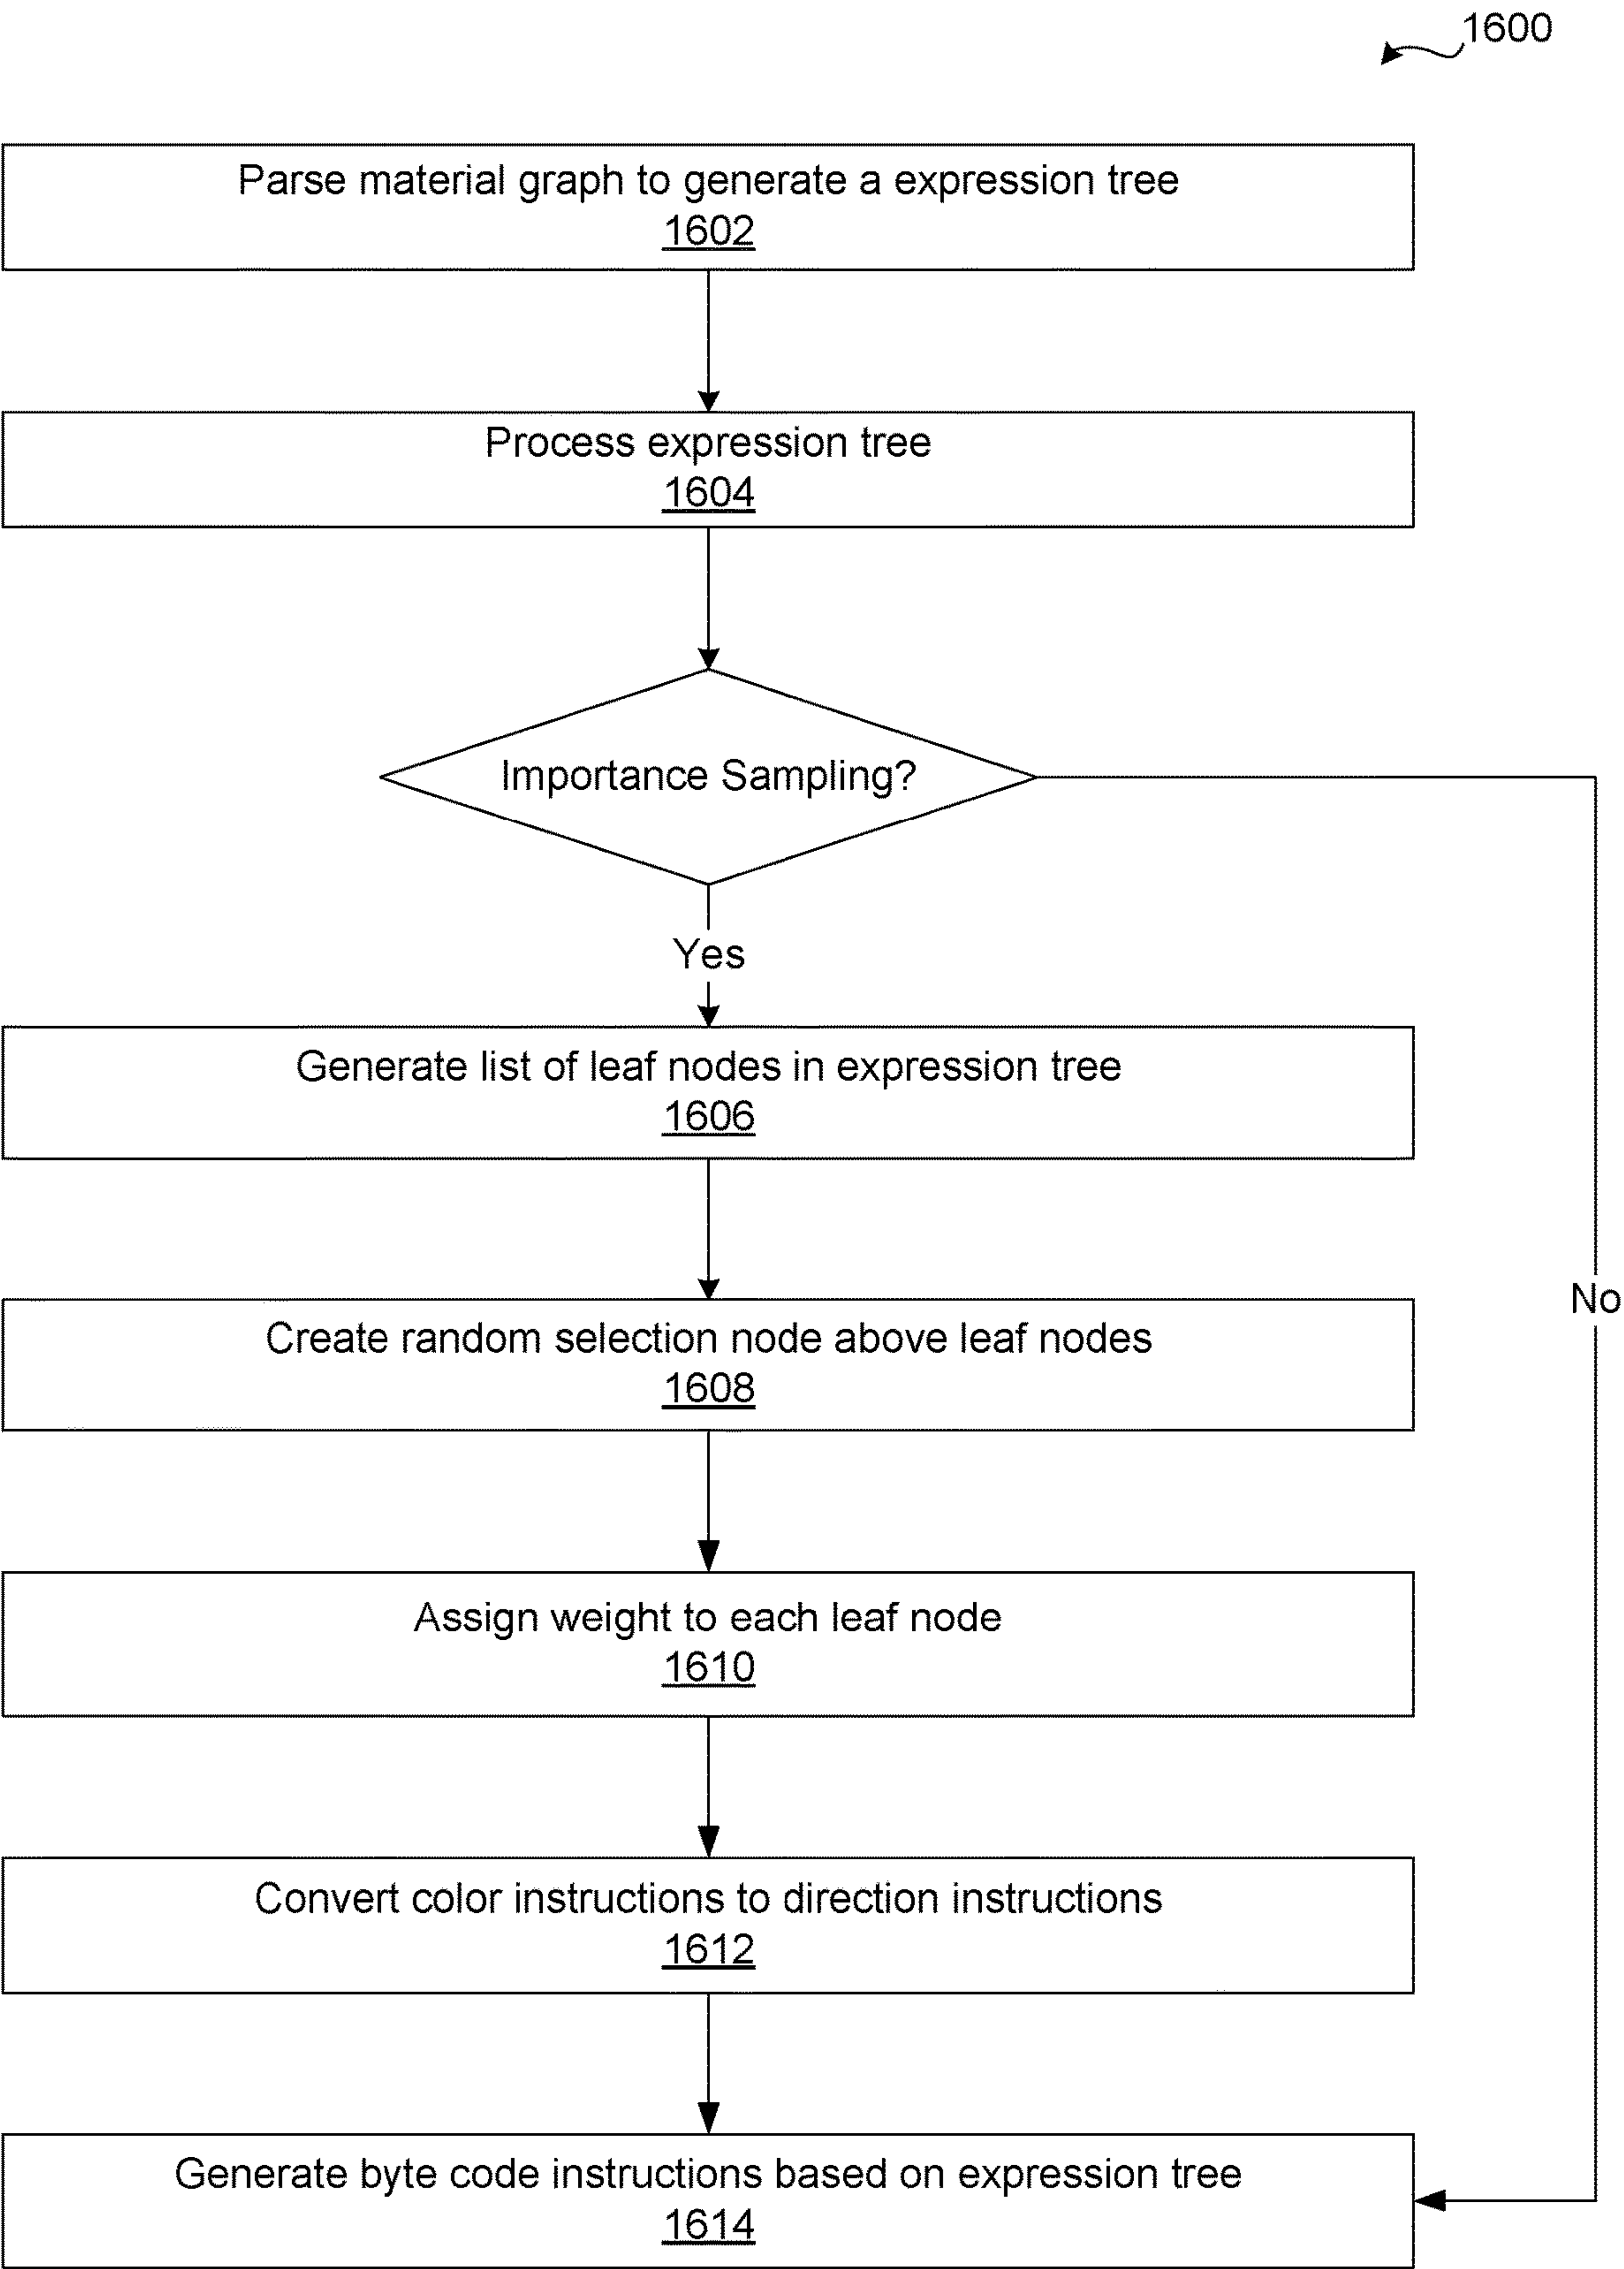 1600
Parse material graph to generate a expression tree
1602
Process expression tree
1604
Importance Sampling?
Yes
Generate list of leaf nodes in expression tree
1606
No
Create random selection node above leaf nodes
1608
Assign weight to each leaf node
1610
Convert color instructions to direction instructions
1612
Generate byte code instructions based on expression tree
1614